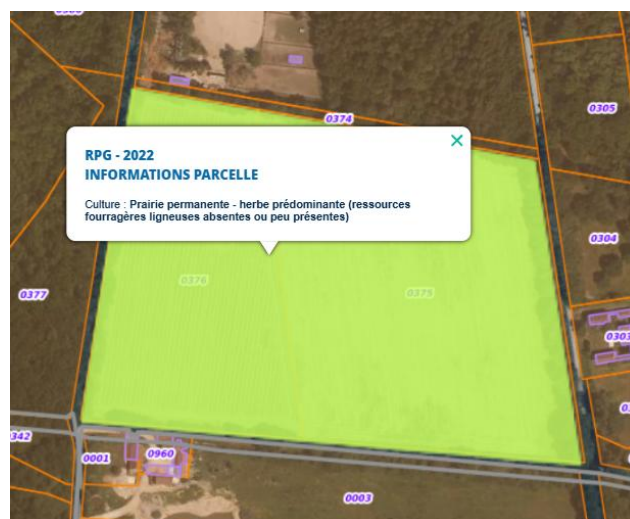 0374
0305
RPG - 2022
INFORMATIONS PARCELLE
Culture : Prairie permanente - herbe prédominante (ressources
fourragères ligneuses absentes ou peu présentes)
0304
0376
0375
0377
0303
0342
0001
0960
0003